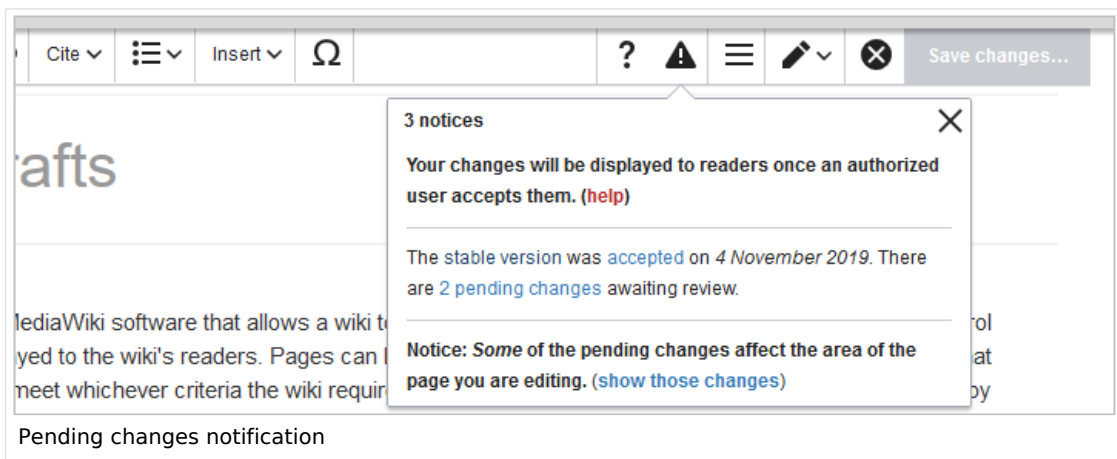 Cite Insert Ω ? Save changes...
3 notices
Your changes will be displayed to readers once an authorized
user accepts them. (help)
afts
The stable version was accepted on 4 November 2019. There
are 2 pending changes awaiting review.
lediaWiki software that allows a wiki to
rol
Notice: Some of the pending changes affect the area of the
yed to the wiki's readers. Pages can
at
page you are editing. (show those changes)
meet whichever criteria the wiki requir
by
Pending changes notification